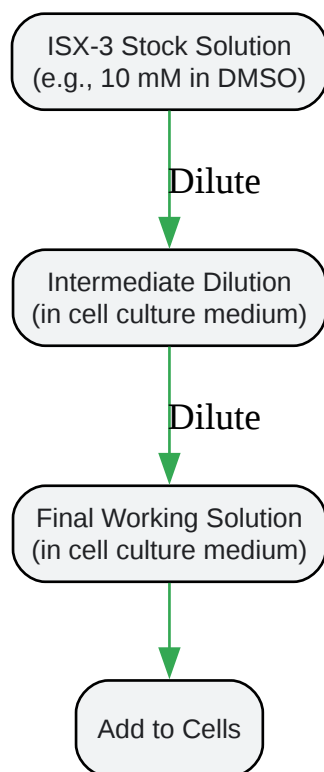 ISX-3 Stock Solution
(e.g., 10 mM in DMSO)
Dilute
Intermediate Dilution
(in cell culture medium)
Dilute
Final Working Solution
(in cell culture medium)
Add to Cells